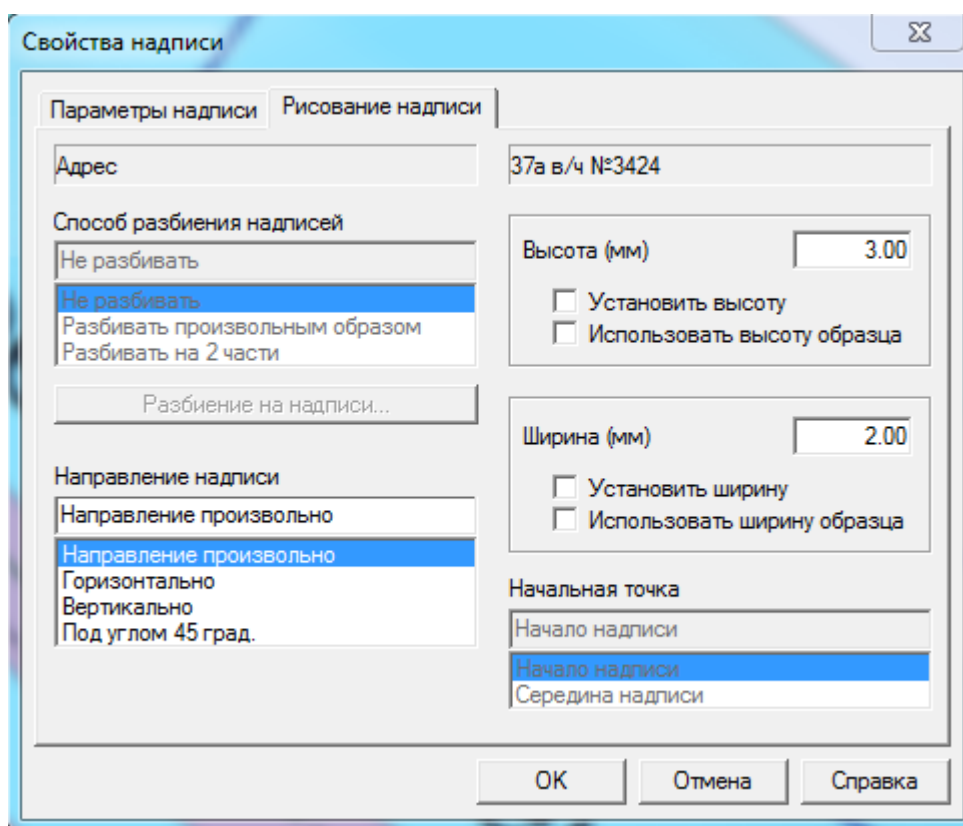 Свойства надписи
Параметры надписи
Рисование надписи
Адрес
37а в/ч №3424
Способ разбиения надписей
Не разбивать
Не разбивать
Разбивать произвольным образом
Разбивать на 2 части
Разбиение на надписи...
Направление надписи
Направление произвольно
Направление произвольно
Горизонтально
Вертикально
Под углом 45 град.
Высота (мм)
3.00
Установить высоту
Использовать высоту образца
Ширина (мм)
2.00
Установить ширину
Использовать ширину образца
Начальная точка
Начало надписи
Начало надписи
Середина надписи
OK
Отмена
Справка